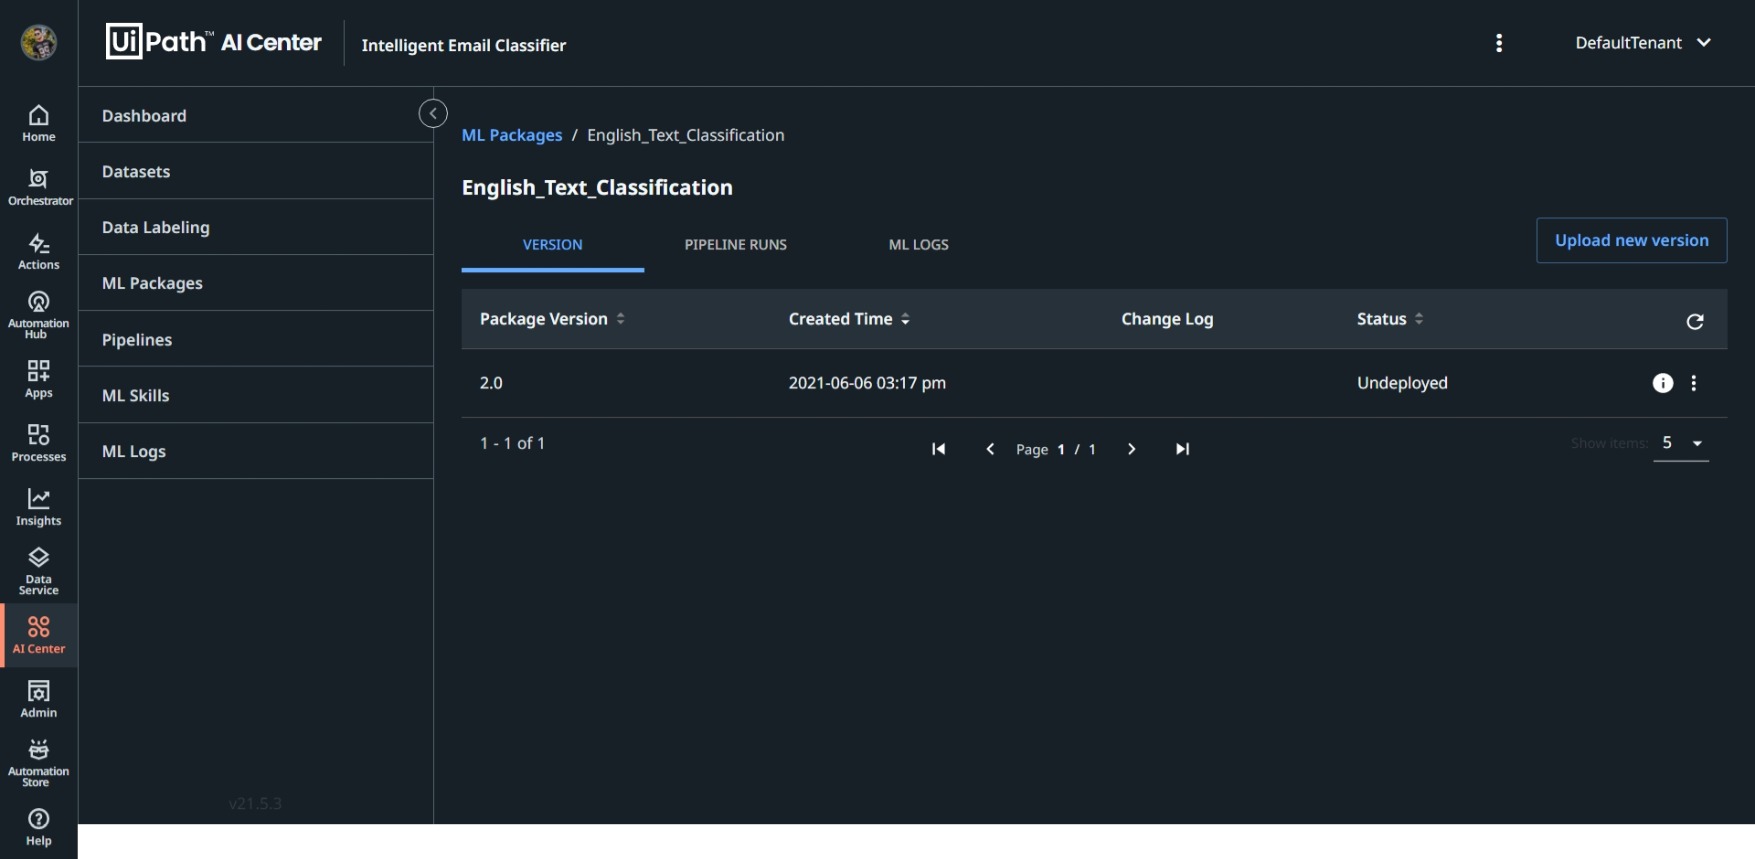 UiPath™ AI Center
Intelligent Email Classifier
DefaultTenant
Home
Orchestrator
Actions
Automation
Hub
Apps
Processes
Insights
Data
Service
AI Center
Admin
Automation
Store
Help
Dashboard
Datasets
Data Labeling
ML Packages
Pipelines
ML Skills
ML Logs
v21.5.3
ML Packages / English_Text_Classification
English_Text_Classification
VERSION PIPELINE RUNS ML LOGS
Upload new version
Package Version Created Time Change Log Status
2.0 2021-06-06 03:17 pm Undeployed
1 - 1 of 1 Page 1 / 1 Show items: 5